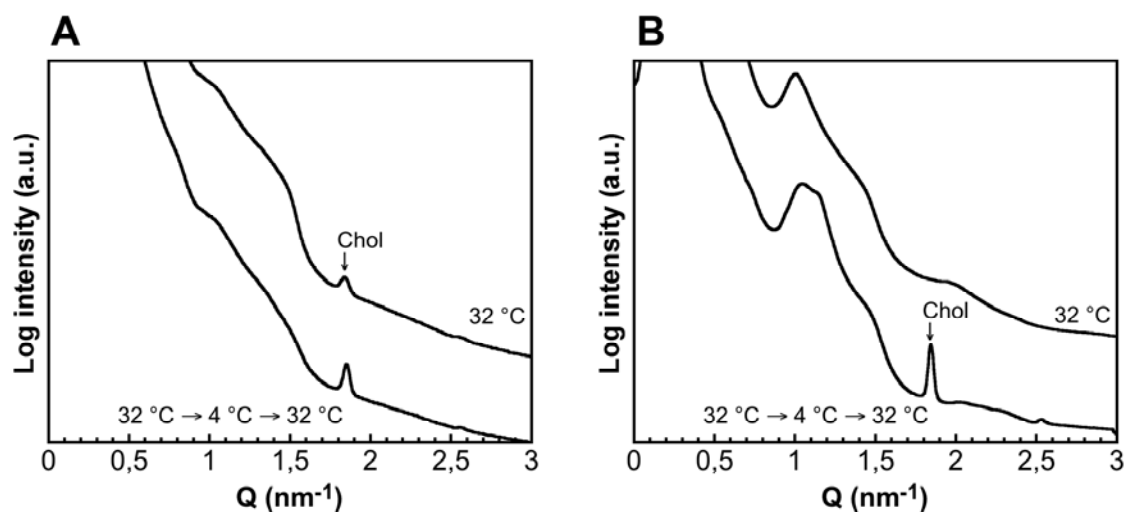 A
Log intensity (a.u.)
Chol
↓
32 °C
32 °C → 4 °C → 32 °C
0 0,5 1 1,5 2 2,5 3
Q (nm⁻¹)
B
Log intensity (a.u.)
Chol
↓
32 °C
32 °C → 4 °C → 32 °C
0 0,5 1 1,5 2 2,5 3
Q (nm⁻¹)